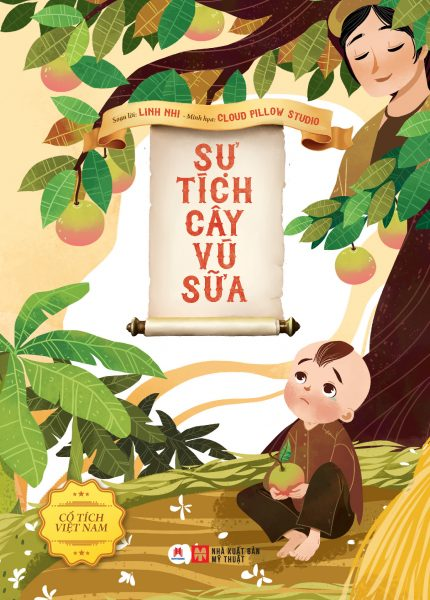 Soạn lời: LINH NHI - Minh họa: CLOUD PILLOW STUDIO
SỰ
TÍCH
CÂY
VÚ
SỮA
CỔ TÍCH
VIỆT NAM
NHÀ XUẤT BẢN
MỸ THUẬT